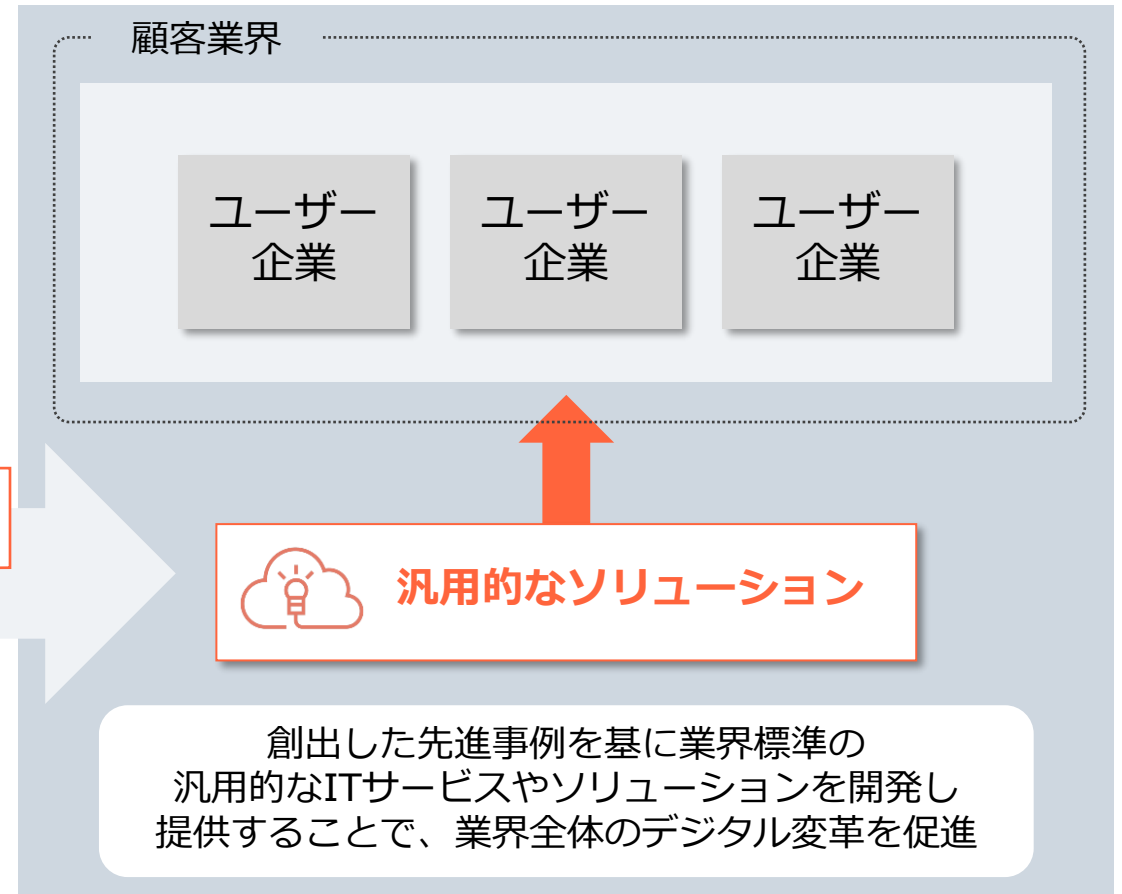 顧客業界
ユーザー
企業
ユーザー
企業
ユーザー
企業
汎用的なソリューション
創出した先進事例を基に業界標準の
汎用的なITサービスやソリューションを開発し
提供することで、業界全体のデジタル変革を促進